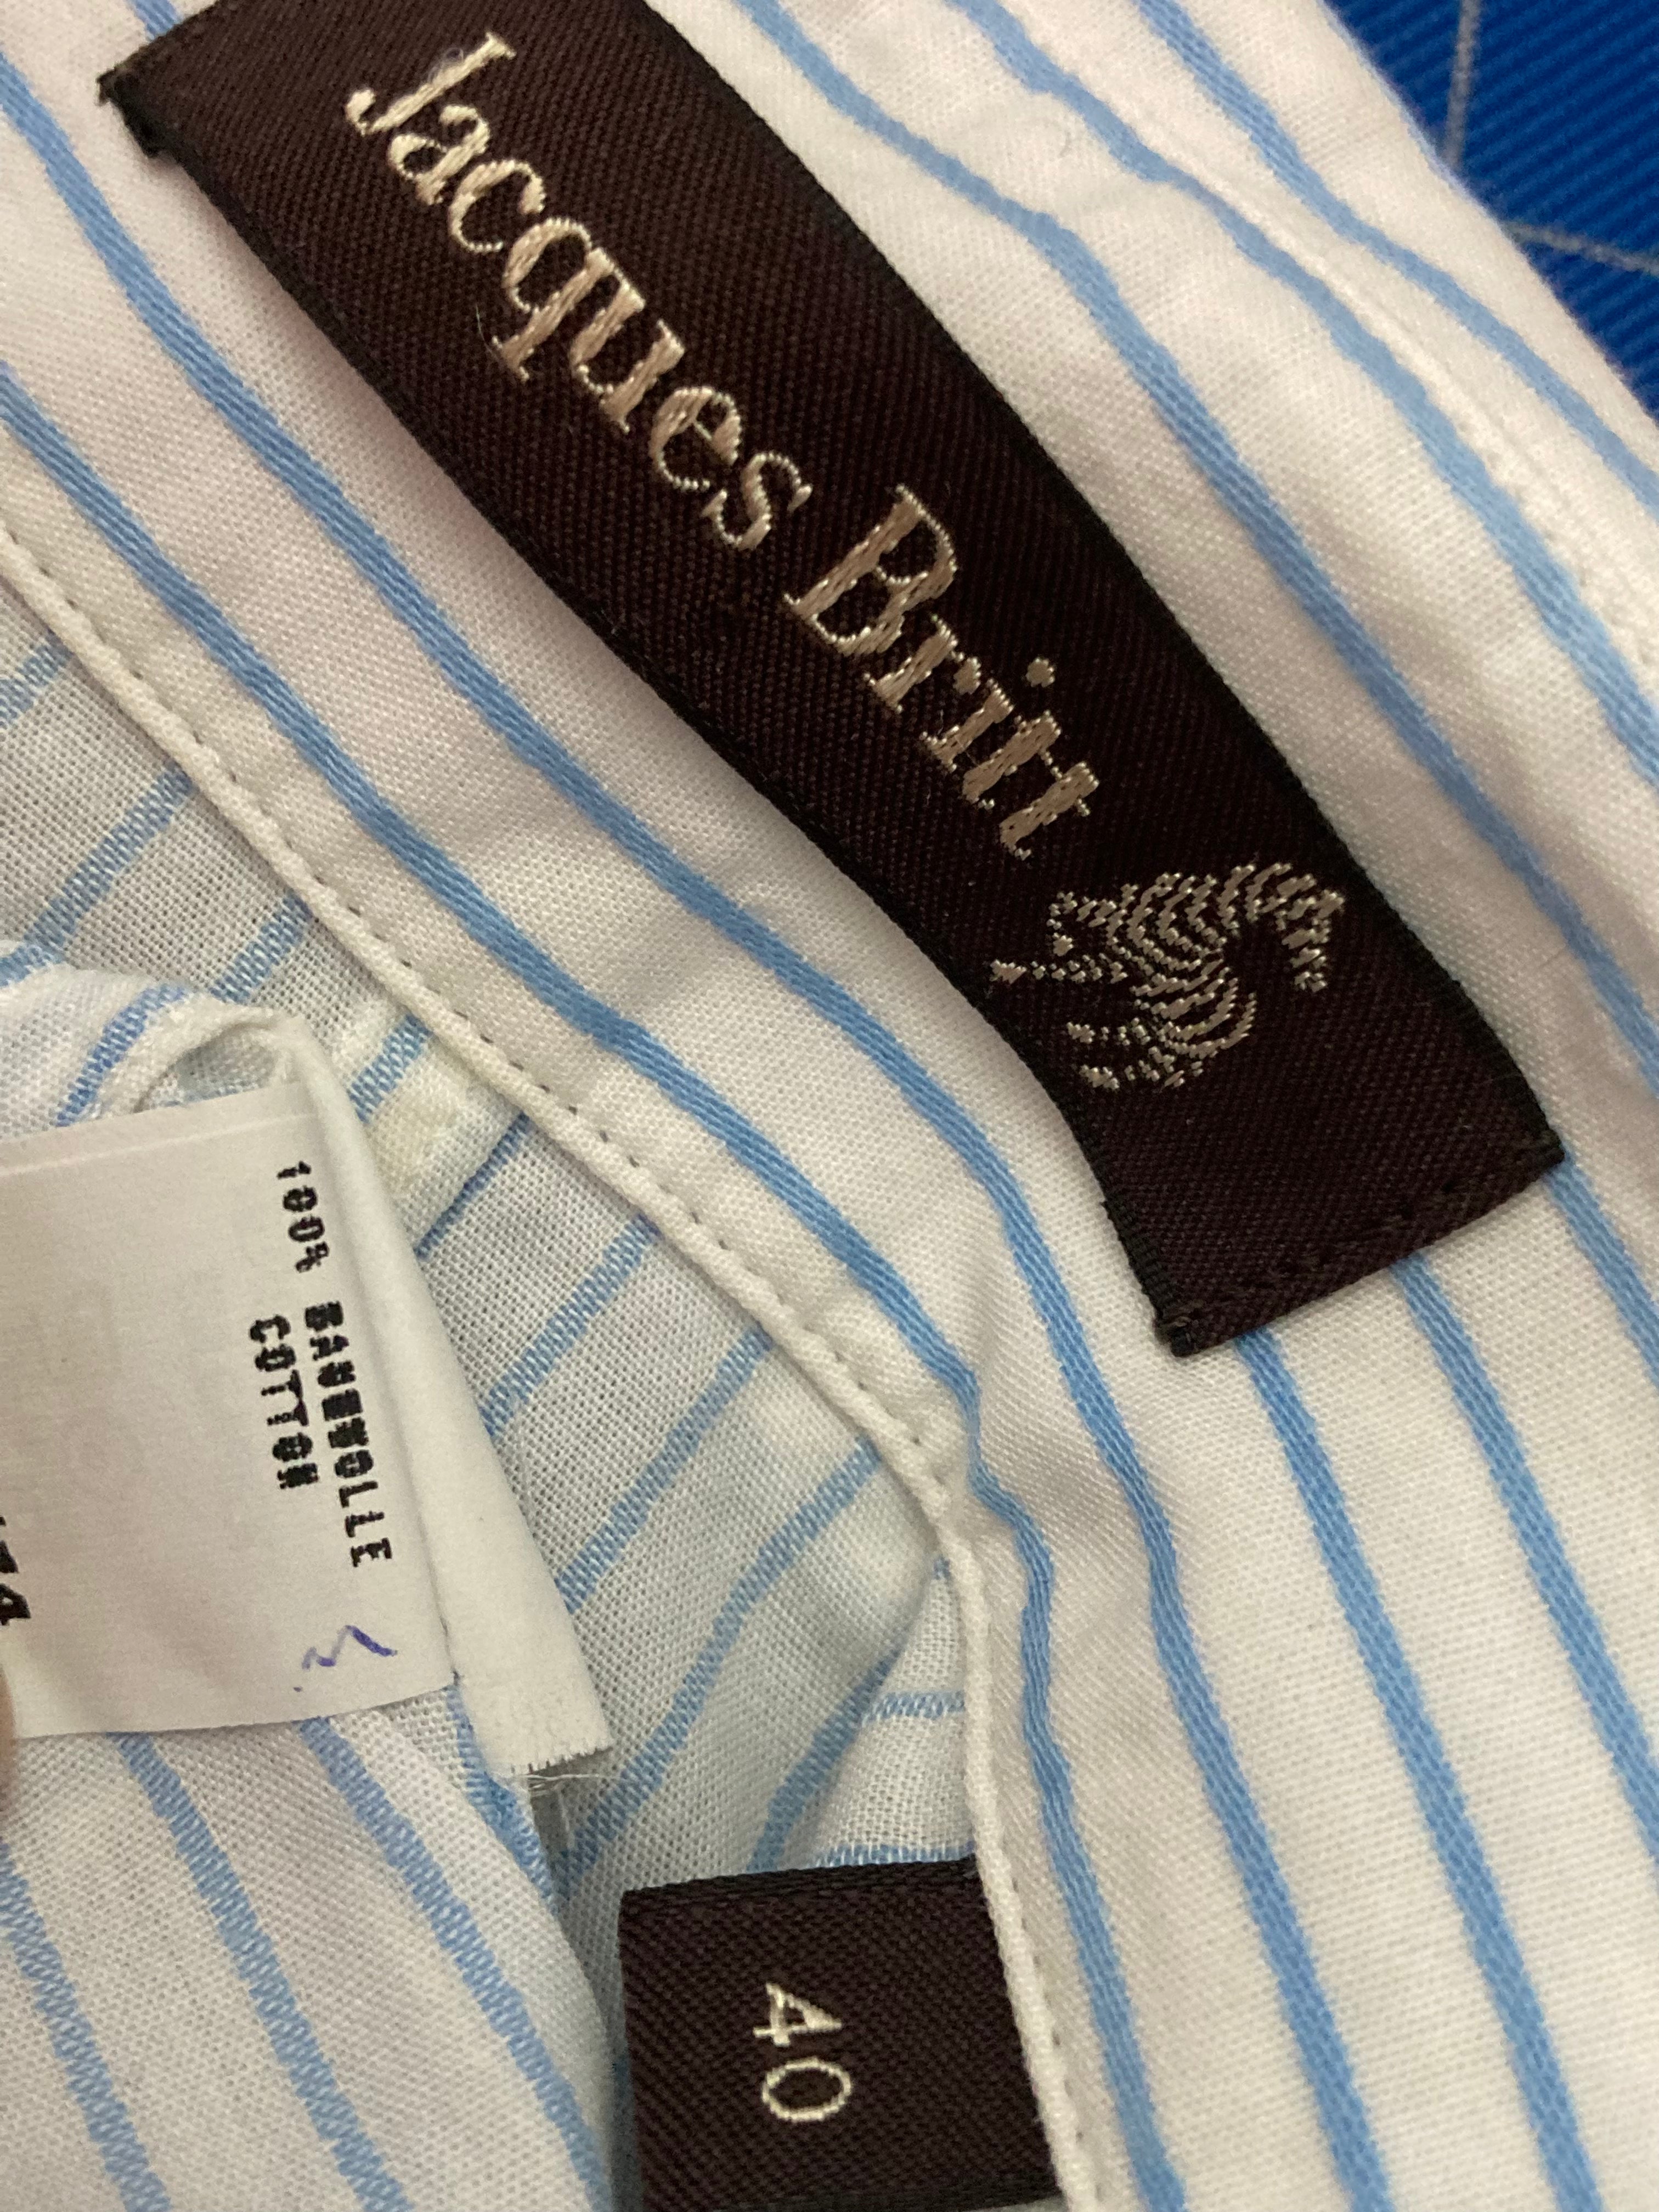 Jacques Britt
100% BAUMWOLLE
COTTON
40